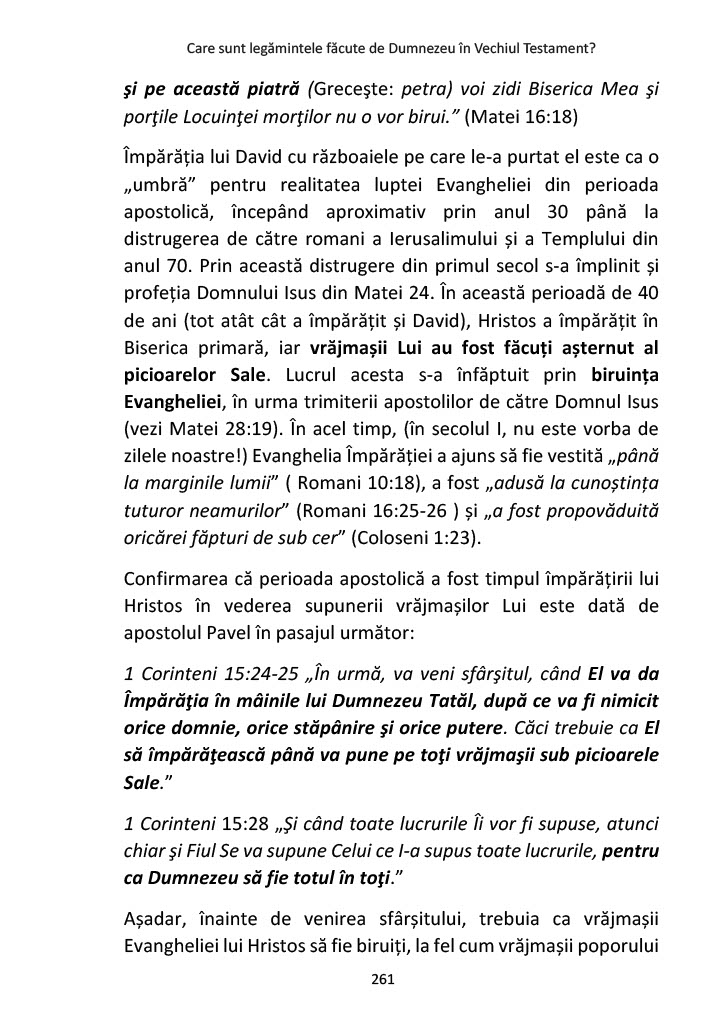 Care sunt legămintele făcute de Dumnezeu în Vechiul Testament?
şi pe această piatră (Greceşte: petra) voi zidi Biserica Mea şi
porţile Locuinţei morţilor nu o vor birui.” (Matei 16:18)
Împărăția lui David cu războaiele pe care le-a purtat el este ca o
„umbră” pentru realitatea luptei Evangheliei din perioada
apostolică, începând aproximativ prin anul 30 până la
distrugerea de către romani a Ierusalimului și a Templului din
anul 70. Prin această distrugere din primul secol s-a împlinit și
profeția Domnului Isus din Matei 24. În această perioadă de 40
de ani (tot atât cât a împărățit și David), Hristos a împărățit în
Biserica primară, iar vrăjmașii Lui au fost făcuți așternut al
picioarelor Sale. Lucrul acesta s-a înfăptuit prin biruința
Evangheliei, în urma trimiterii apostolilor de către Domnul Isus
(vezi Matei 28:19). În acel timp, (în secolul I, nu este vorba de
zilele noastre!) Evanghelia Împărăției a ajuns să fie vestită „până
la marginile lumii” ( Romani 10:18), a fost „adusă la cunoștința
tuturor neamurilor” (Romani 16:25-26 ) și „a fost propovăduită
oricărei făpturi de sub cer” (Coloseni 1:23).
Confirmarea că perioada apostolică a fost timpul împărățirii lui
Hristos în vederea supunerii vrăjmașilor Lui este dată de
apostolul Pavel în pasajul următor:
1 Corinteni 15:24-25 „În urmă, va veni sfârşitul, când El va da
Împărăţia în mâinile lui Dumnezeu Tatăl, după ce va fi nimicit
orice domnie, orice stăpânire şi orice putere. Căci trebuie ca El
să împărăţească până va pune pe toţi vrăjmaşii sub picioarele
Sale.”
1 Corinteni 15:28 „Şi când toate lucrurile Îi vor fi supuse, atunci
chiar şi Fiul Se va supune Celui ce I-a supus toate lucrurile, pentru
ca Dumnezeu să fie totul în toţi.”
Așadar, înainte de venirea sfârșitului, trebuia ca vrăjmașii
Evangheliei lui Hristos să fie biruiți, la fel cum vrăjmașii poporului
261